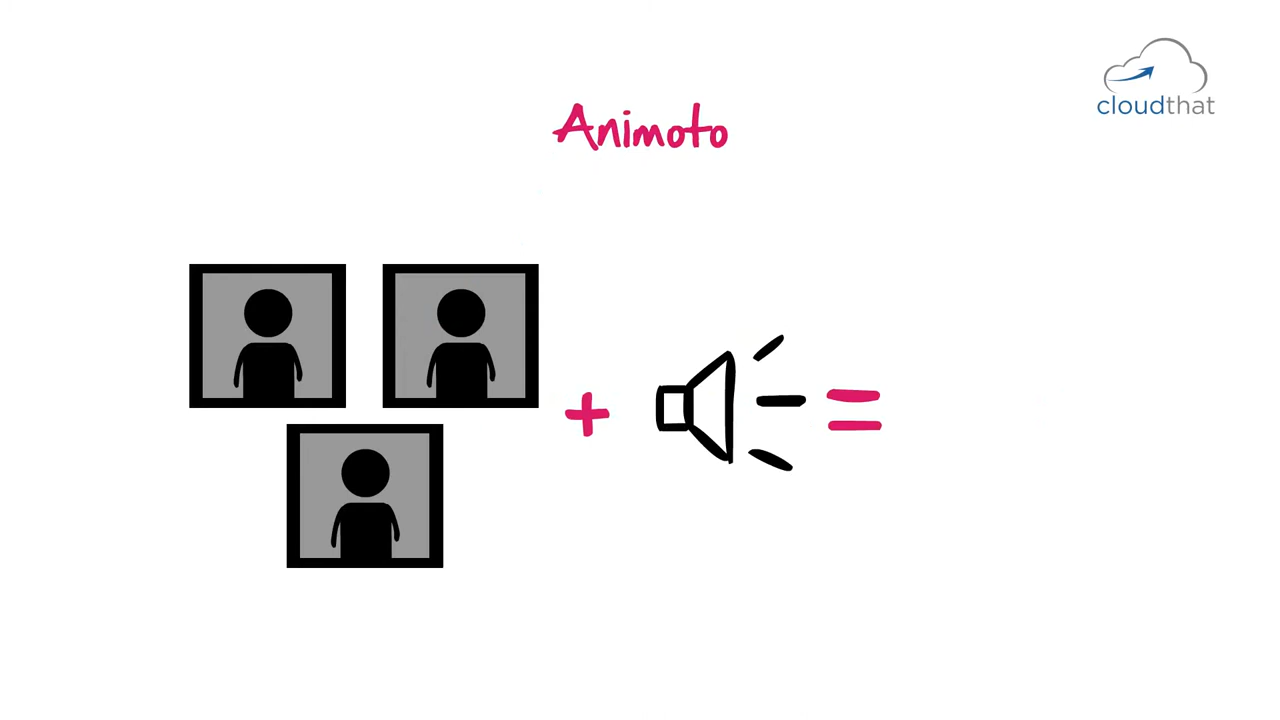 cloudthat
Animoto
+
=